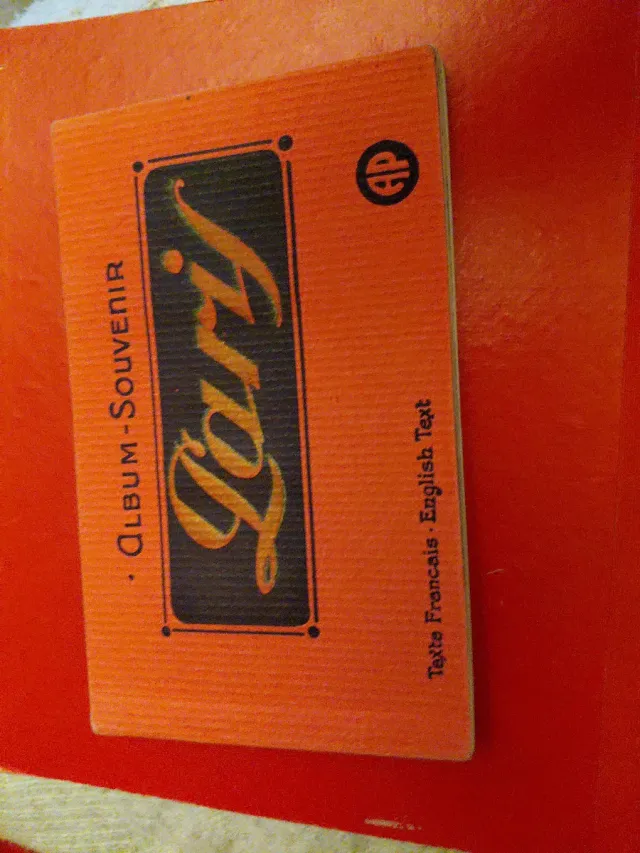 · ALBUM-SOUVENIR
Paris
AP
Texte Francais · English Text